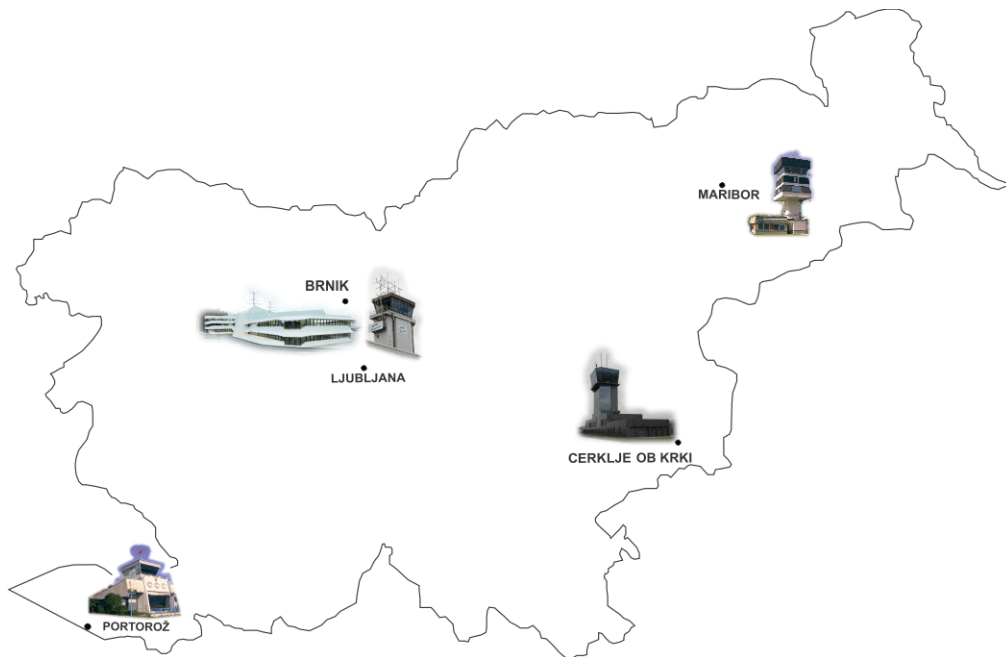 MARIBOR
BRNIK
LJUBLJANA
CERKLJE OB KRKI
PORTOROŽ